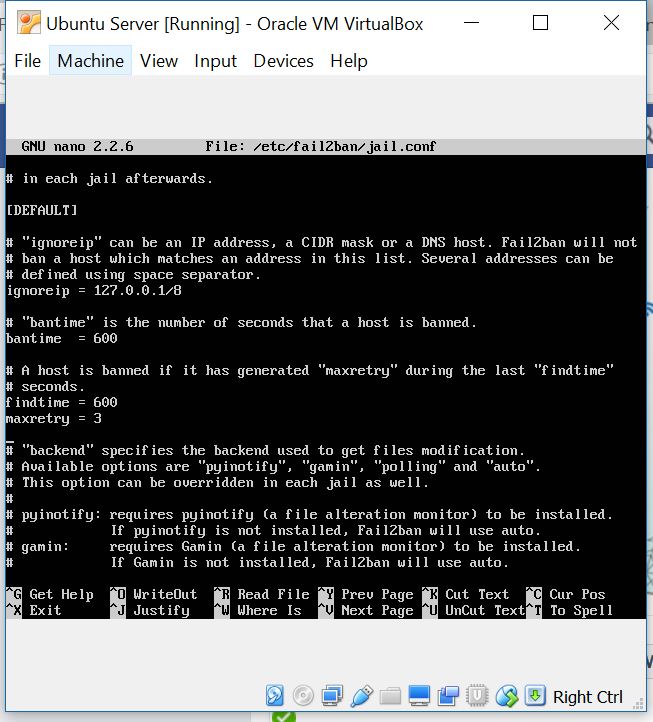 Ubuntu Server [Running] - Oracle VM VirtualBox
File Machine View Input Devices Help
GNU nano 2.2.6 File: /etc/fail2ban/jail.conf
# in each jail afterwards.
[DEFAULT]
# "ignoreip" can be an IP address, a CIDR mask or a DNS host. Fail2ban will not
# ban a host which matches an address in this list. Several addresses can be
# defined using space separator.
ignoreip = 127.0.0.1/8
# "bantime" is the number of seconds that a host is banned.
bantime  = 600
# A host is banned if it has generated "maxretry" during the last "findtime"
# seconds.
findtime = 600
maxretry = 3
# "backend" specifies the backend used to get files modification.
# Available options are "pyinotify", "gamin", "polling" and "auto".
# This option can be overridden in each jail as well.
#
# pyinotify: requires pyinotify (a file alteration monitor) to be installed.
#            If pyinotify is not installed, Fail2ban will use auto.
# gamin:     requires Gamin (a file alteration monitor) to be installed.
#            If Gamin is not installed, Fail2ban will use auto.
^G Get Help ^O WriteOut ^R Read File ^Y Prev Page ^K Cut Text ^C Cur Pos
^X Exit ^J Justify ^W Where Is ^V Next Page ^U UnCut Text ^T To Spell
Right Ctrl